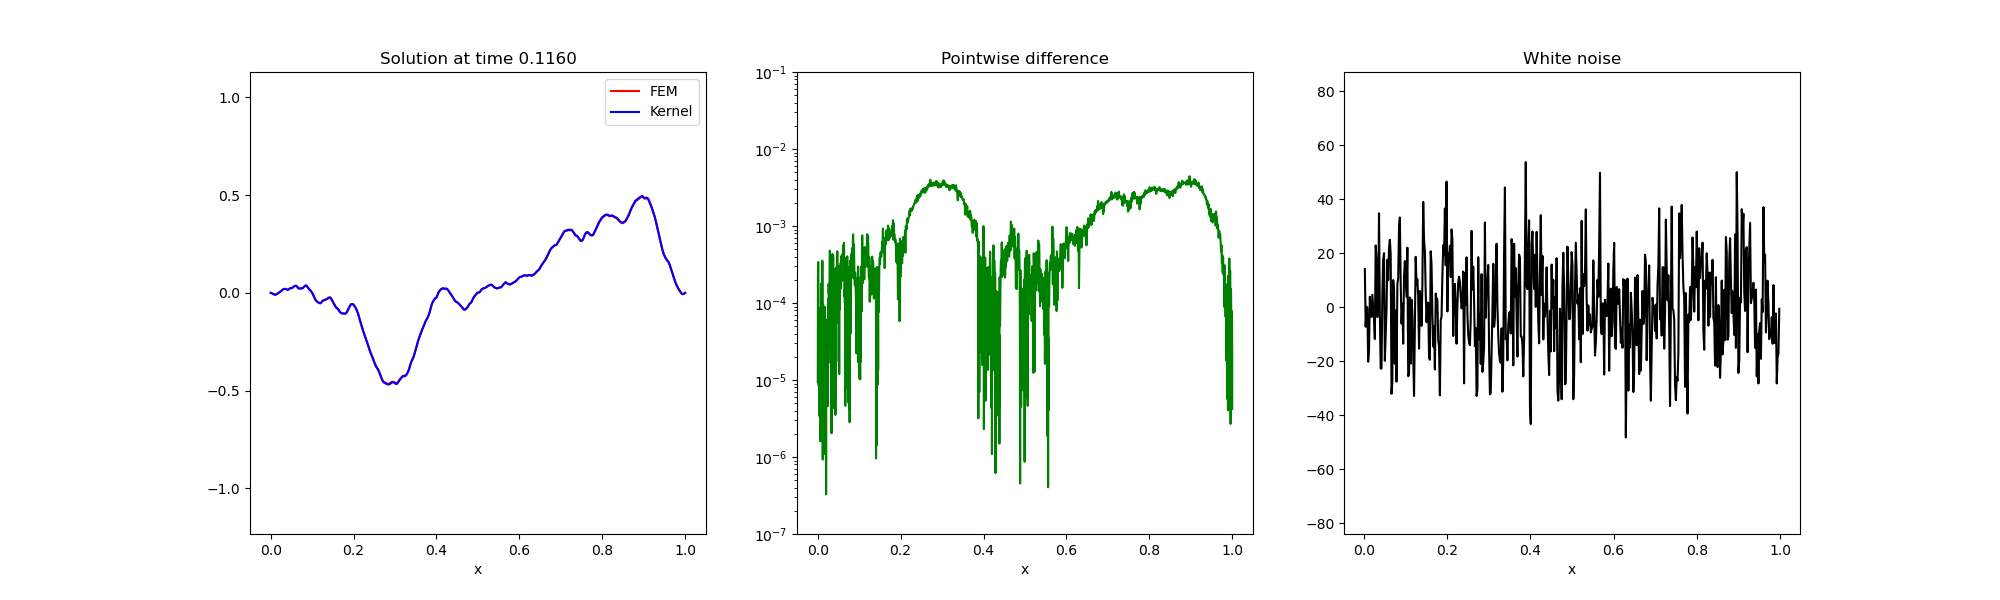 Solution at time 0.1160
FEM
Kernel
1.0
0.5
0.0
−0.5
−1.0
0.0 0.2 0.4 0.6 0.8 1.0
x
Pointwise difference
10⁻¹
10⁻²
10⁻³
10⁻⁴
10⁻⁵
10⁻⁶
10⁻⁷
0.0 0.2 0.4 0.6 0.8 1.0
x
White noise
80
60
40
20
0
−20
−40
−60
−80
0.0 0.2 0.4 0.6 0.8 1.0
x